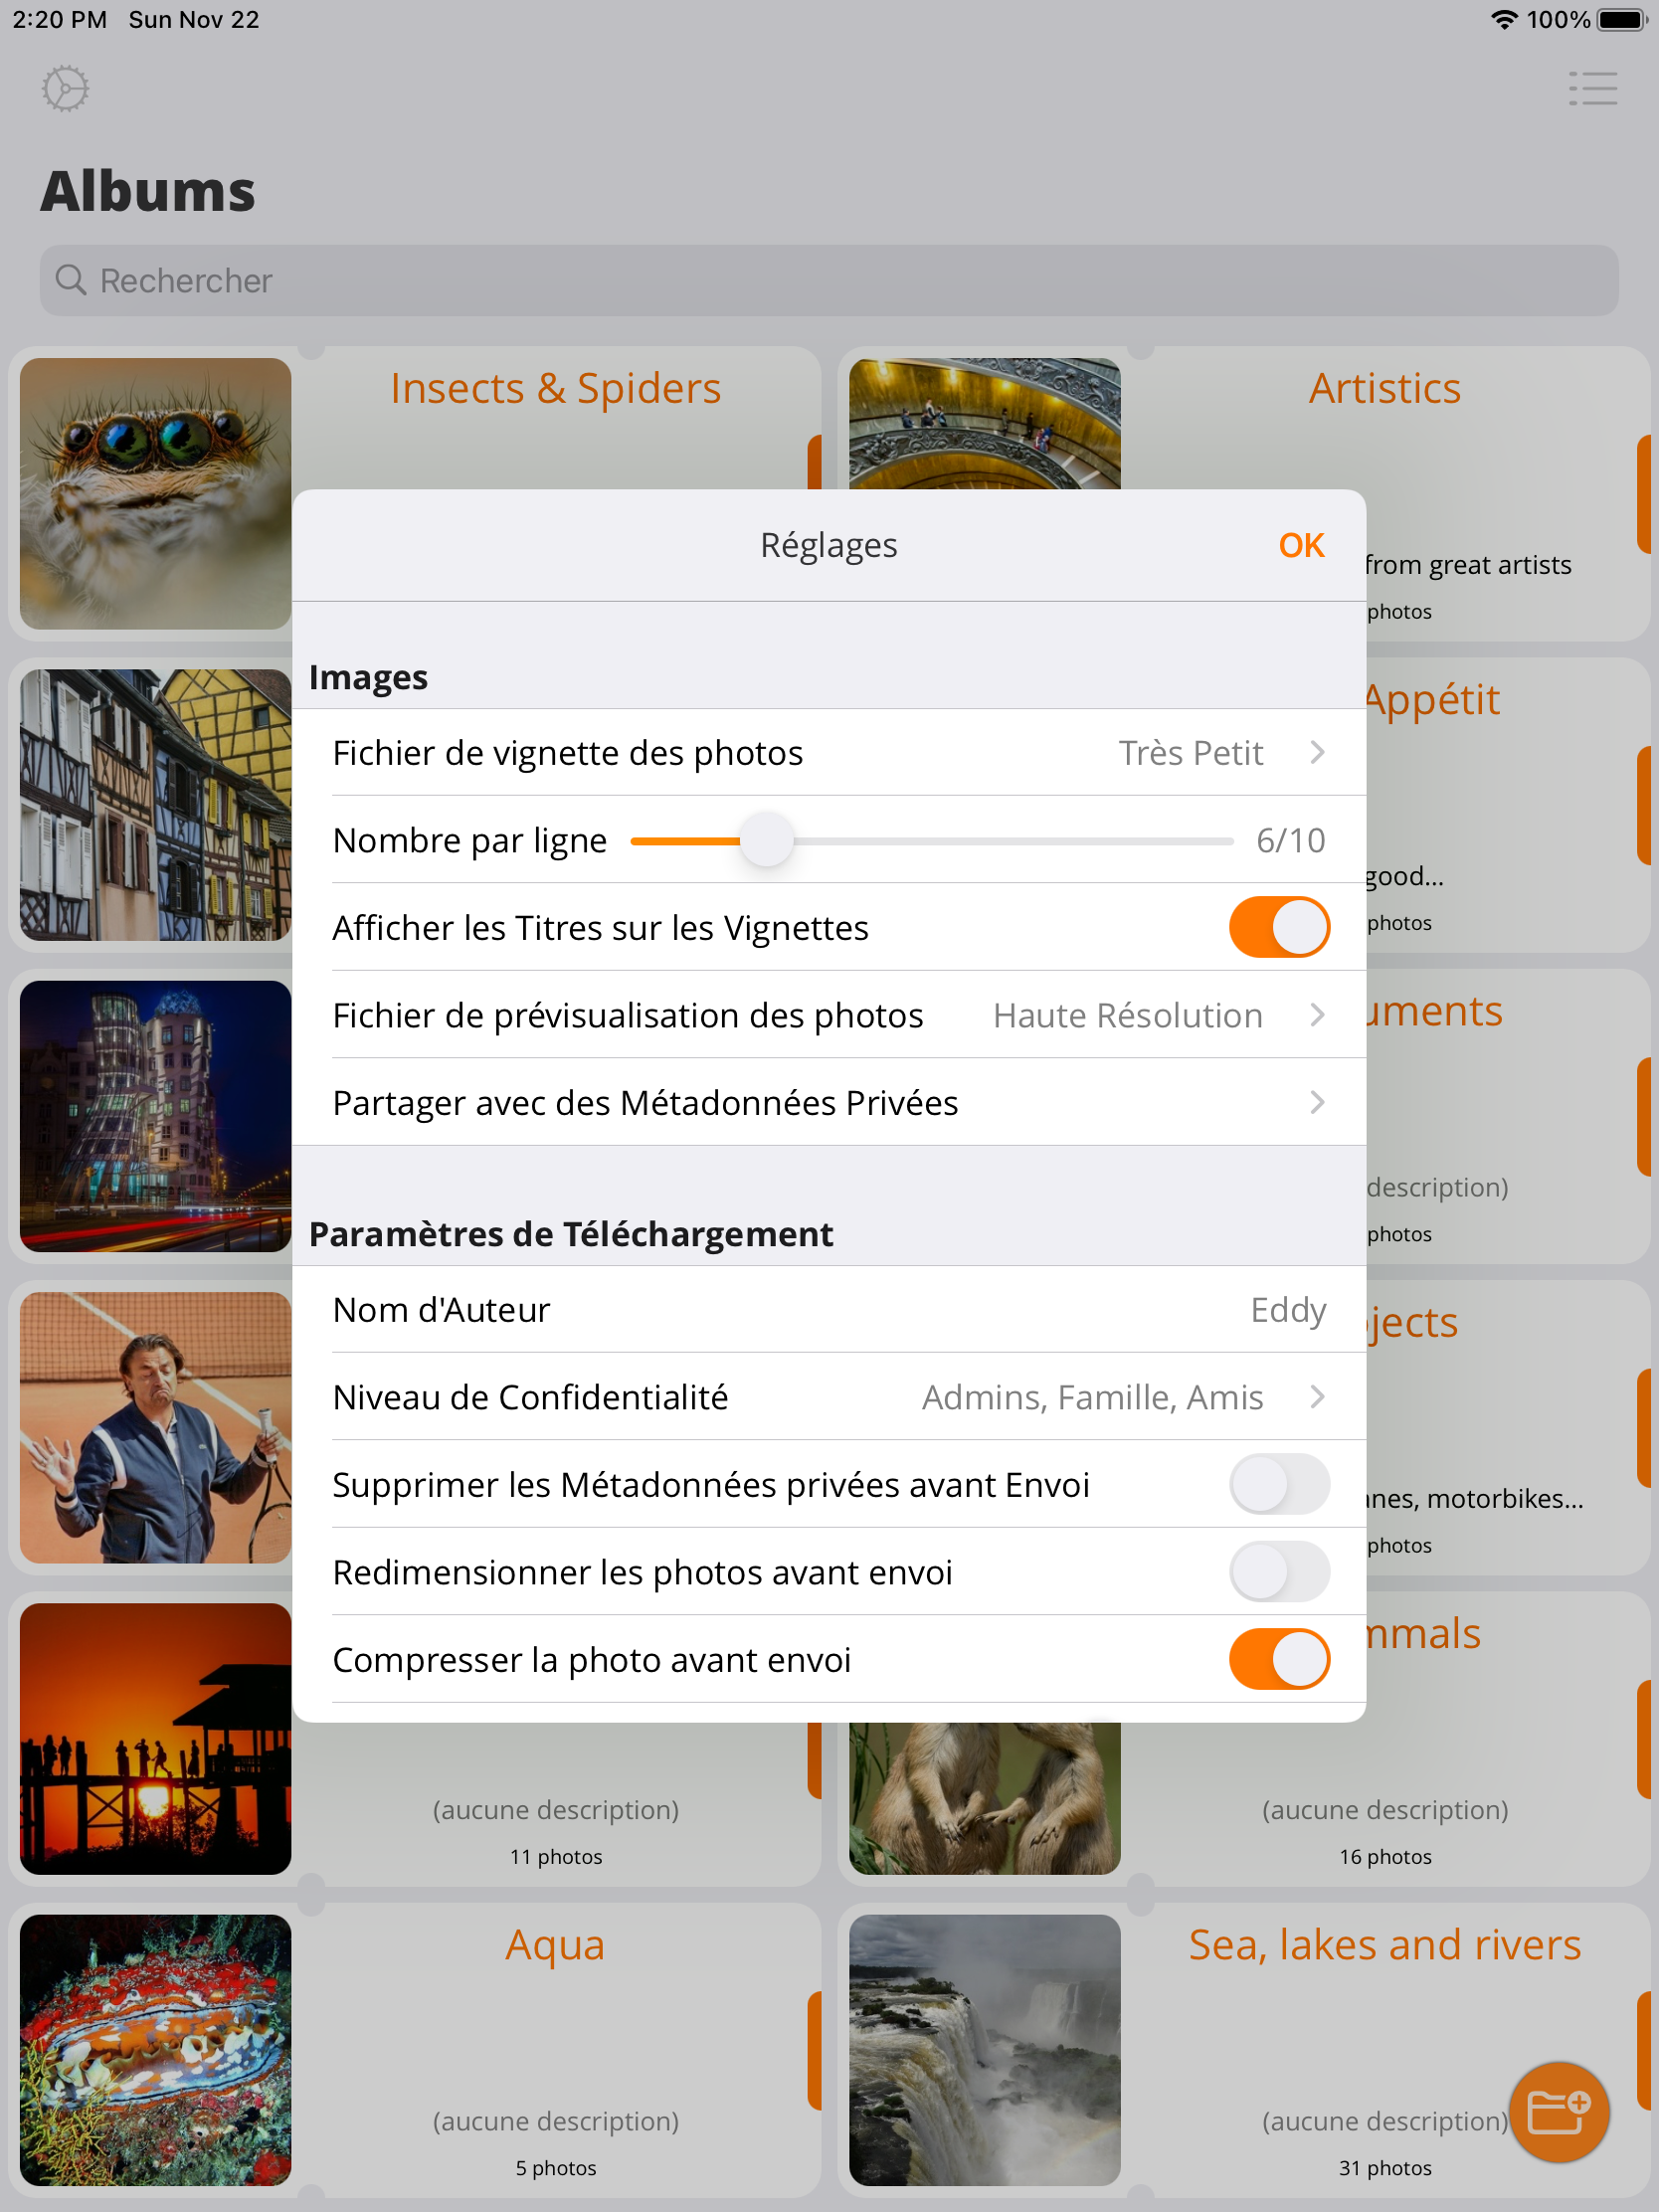 2:20 PM Sun Nov 22
100%
Albums
Rechercher
Insects & Spiders
Artistics
from great artists
photos
Appétit
good...
photos
description)
photos
photos
Réglages
OK
Images
Fichier de vignette des photos Très Petit
Nombre par ligne 6/10
Afficher les Titres sur les Vignettes
Fichier de prévisualisation des photos Haute Résolution
Partager avec des Métadonnées Privées
Paramètres de Téléchargement
Nom d'Auteur Eddy
Niveau de Confidentialité Admins, Famille, Amis
Supprimer les Métadonnées privées avant Envoi
Redimensionner les photos avant envoi
Compresser la photo avant envoi
motorbikes...
(aucune description)
11 photos
(aucune description)
16 photos
Aqua
(aucune description)
5 photos
Sea, lakes and rivers
(aucune description)
31 photos